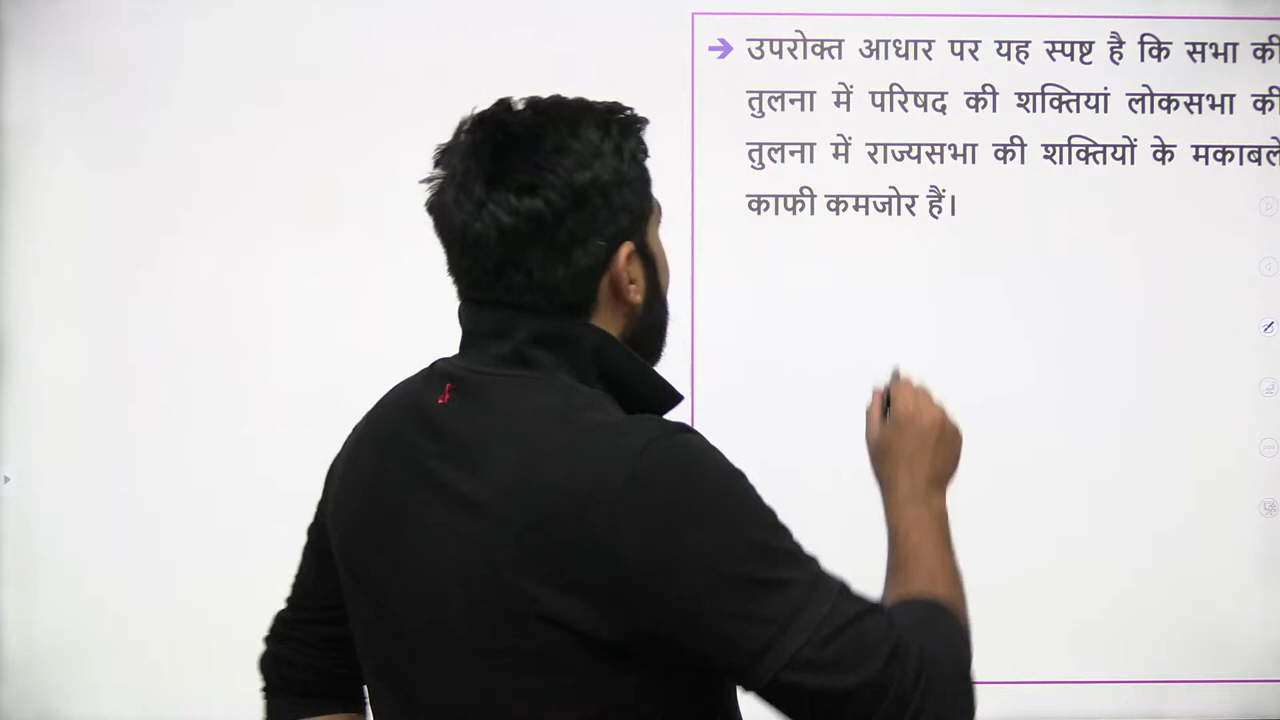 → उपरोक्त आधार पर यह स्पष्ट है कि सभा की
तुलना में परिषद की शक्तियां लोकसभा की
तुलना में राज्यसभा की शक्तियों के मकाबले
काफी कमजोर हैं।